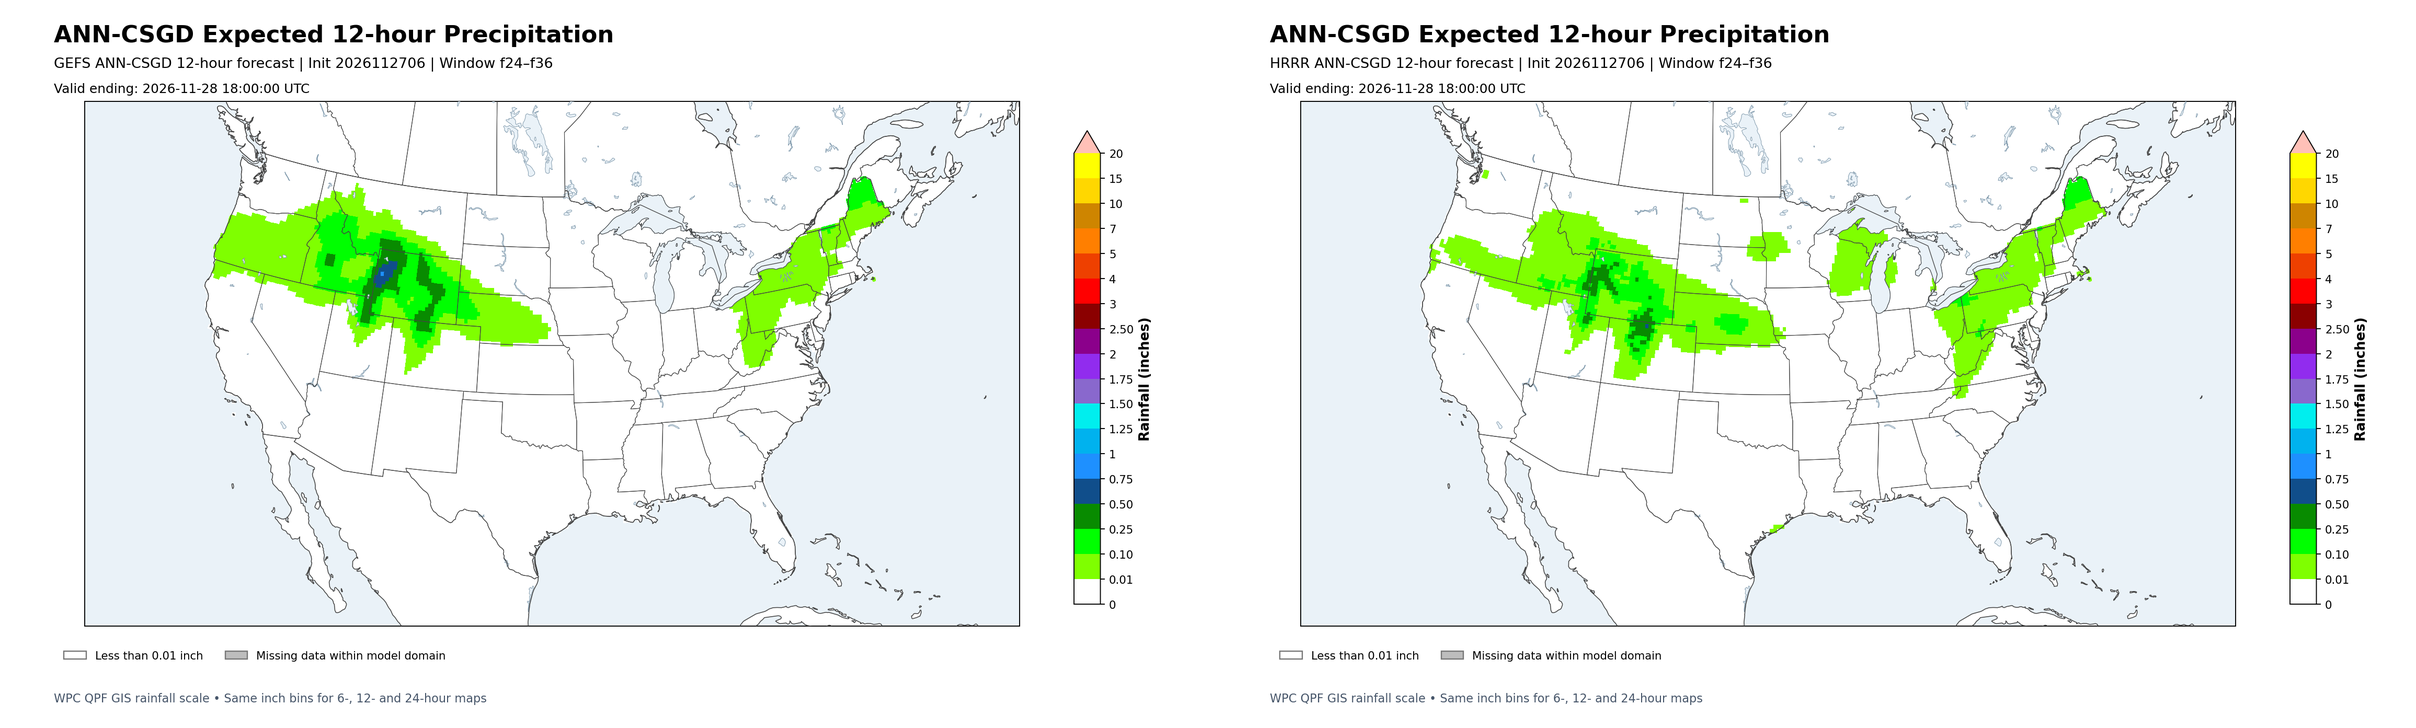 ANN-CSGD Expected 12-hour Precipitation
GEFS ANN-CSGD 12-hour forecast | Init 2026112706 | Window f24–f36
Valid ending: 2026-11-28 18:00:00 UTC
20
15
10
7
5
4
3
2.50
2
1.75
1.50
1.25
1
0.75
0.50
0.25
0.10
0.01
0
Rainfall (inches)
Less than 0.01 inch
Missing data within model domain
WPC QPF GIS rainfall scale • Same inch bins for 6-, 12- and 24-hour maps
ANN-CSGD Expected 12-hour Precipitation
HRRR ANN-CSGD 12-hour forecast | Init 2026112706 | Window f24–f36
Valid ending: 2026-11-28 18:00:00 UTC
20
15
10
7
5
4
3
2.50
2
1.75
1.50
1.25
1
0.75
0.50
0.25
0.10
0.01
0
Rainfall (inches)
Less than 0.01 inch
Missing data within model domain
WPC QPF GIS rainfall scale • Same inch bins for 6-, 12- and 24-hour maps